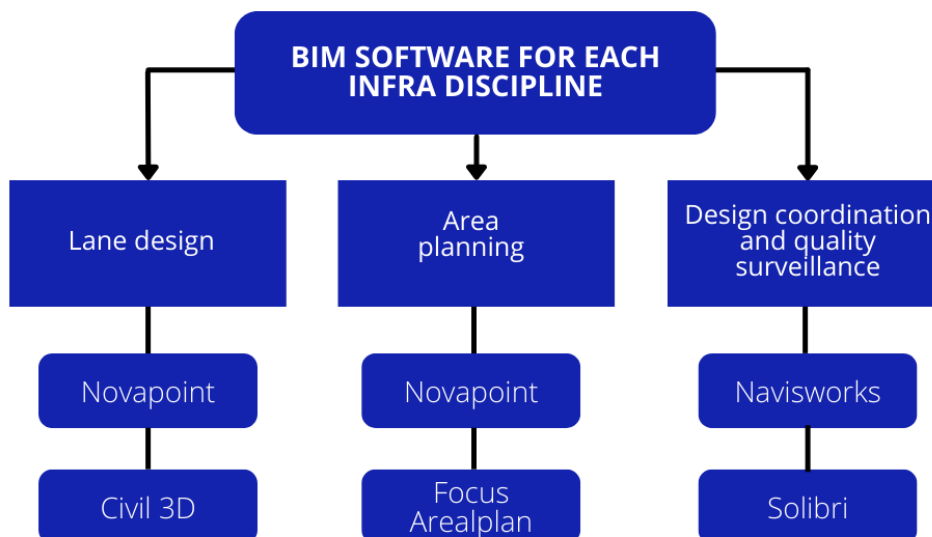 BIM SOFTWARE FOR EACH
INFRA DISCIPLINE
Lane design
Area
planning
Design coordination
and quality
surveillance
Novapoint
Novapoint
Navisworks
Civil 3D
Focus
Arealplan
Solibri